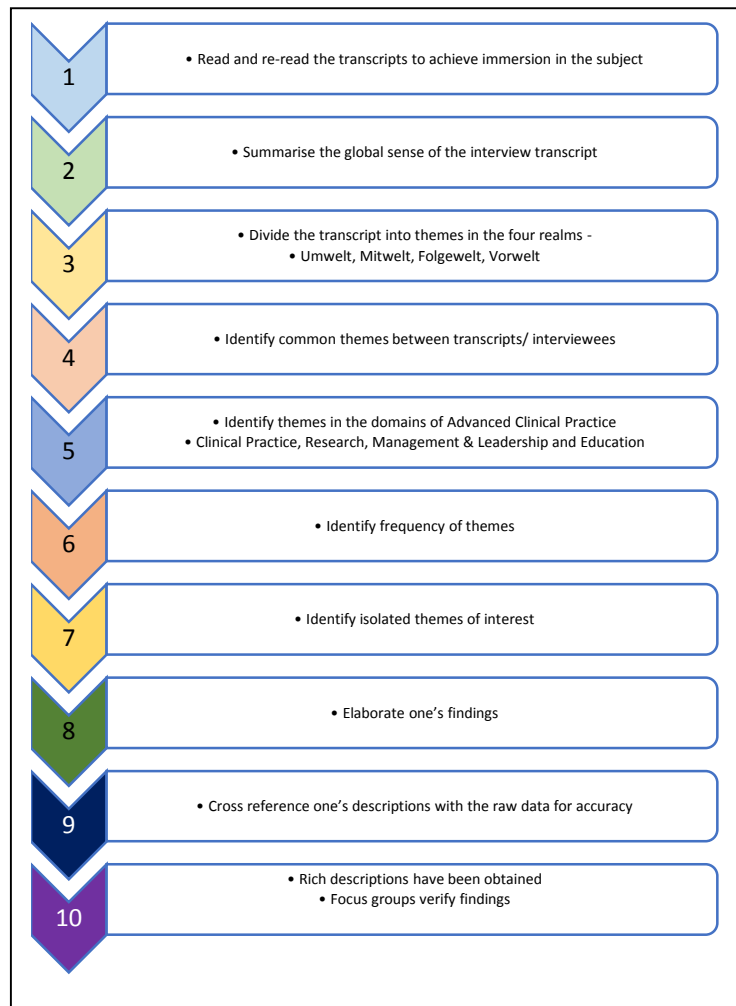 1
• Read and re-read the transcripts to achieve immersion in the subject
2
• Summarise the global sense of the interview transcript
3
• Divide the transcript into themes in the four realms -
• Umwelt, Mitwelt, Folgewelt, Vorwelt
4
• Identify common themes between transcripts/ interviewees
5
• Identify themes in the domains of Advanced Clinical Practice
• Clinical Practice, Research, Management & Leadership and Education
6
• Identify frequency of themes
7
• Identify isolated themes of interest
8
• Elaborate one’s findings
9
• Cross reference one’s descriptions with the raw data for accuracy
10
• Rich descriptions have been obtained
• Focus groups verify findings